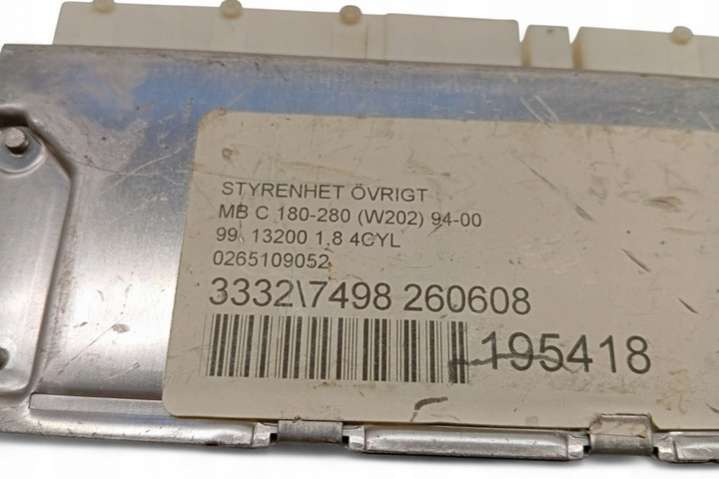 STYRENHET ÖVRIGT
MB C 180-280 (W202) 94-00
99, 13200 1,8 4CYL
0265109052
3332\7498 260608
195418